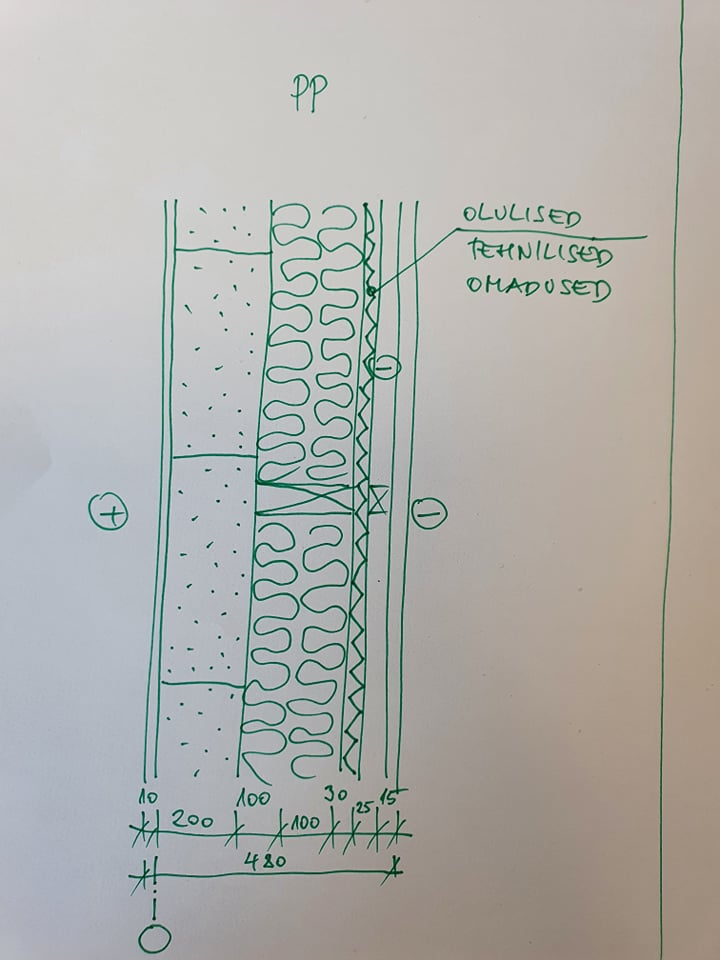 PP
OLULISED
TEHNILISED
OMADUSED
-
+
-
10 200 100 100 30 25 15
480